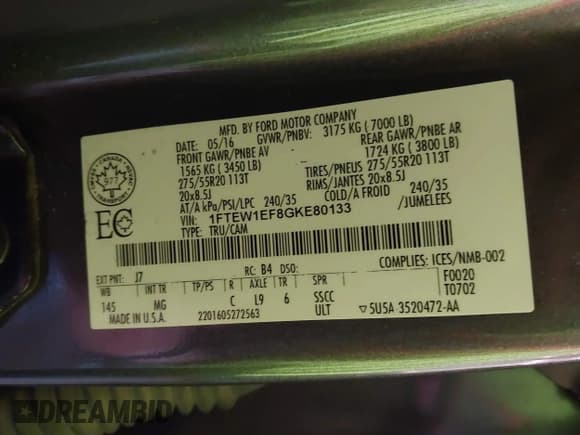 MFD. BY FORD MOTOR COMPANY
DATE: 05/16 GVWR/PNBV: 3175 KG ( 7000 LB)
FRONT GAWR/PNBE AV REAR GAWR/PNBE AR
1565 KG ( 3450 LB) 1724 KG ( 3800 LB)
275/55R20 113T TIRES/PNEUS 275/55R20 113T
20x8.5J RIMS/JANTES 20x8.5J
AT/A kPa/PSI/LPC 240/35 COLD/A FROID 240/35
VIN: 1FTEW1EF8GKE80133 /JUMELEES
TYPE: TRU/CAM
CANADA
TRANSPORT
977
EC
COMPLIES: ICES/NMB-002
EXT PNT: J7 RC: B4 DSO: F0020
WB INT TR TP/PS R AXLE TR SPR T0702
145 MG C L9 6 SSCC
MADE IN U.S.A. 2201605272563 ULT ▽5U5A 3520472-AA
DREAMBID